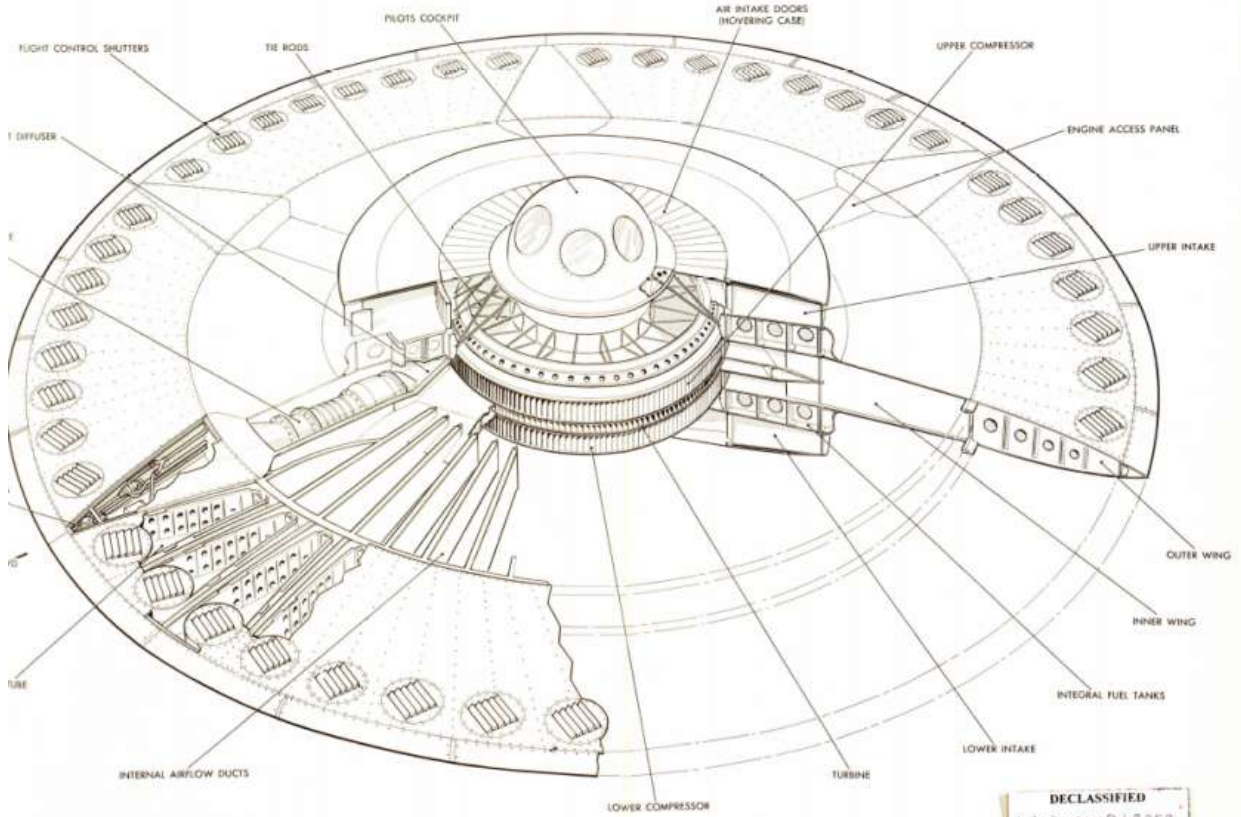 PILOTS COCKPIT
AIR INTAKE DOORS
(HOVERING CASE)
FLIGHT CONTROL SHUTTERS
TIE RODS
UPPER COMPRESSOR
T DIFFUSER
ENGINE ACCESS PANEL
UPPER INTAKE
OUTER WING
INNER WING
TUBE
INTEGRAL FUEL TANKS
LOWER INTAKE
INTERNAL AIRFLOW DUCTS
TURBINE
LOWER COMPRESSOR
DECLASSIFIED